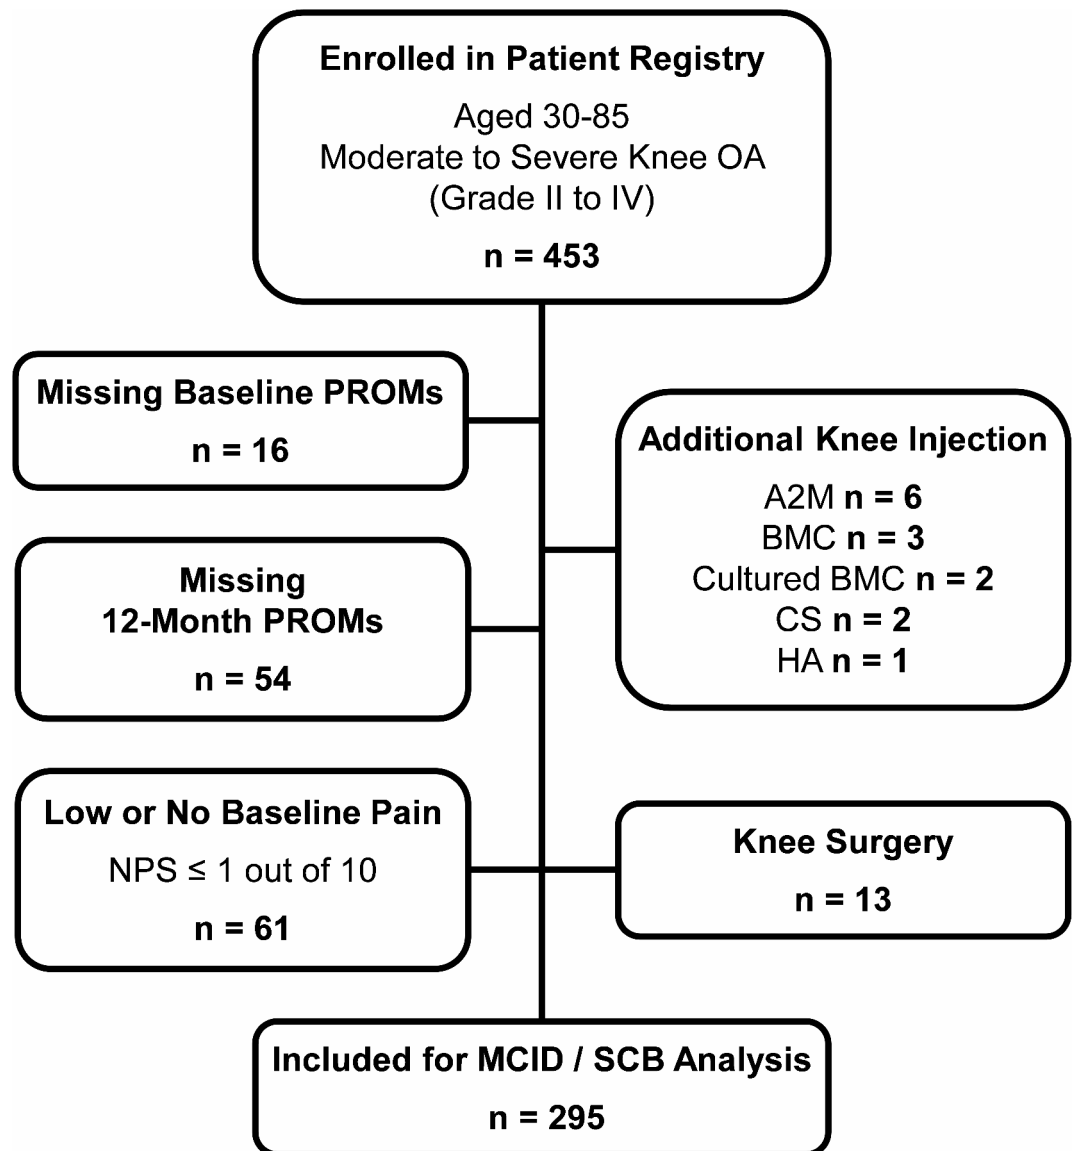 Enrolled in Patient Registry
Aged 30-85
Moderate to Severe Knee OA
(Grade II to IV)
n = 453
Missing Baseline PROMs
n = 16
Additional Knee Injection
A2M n = 6
BMC n = 3
Cultured BMC n = 2
CS n = 2
HA n = 1
Missing
12-Month PROMs
n = 54
Low or No Baseline Pain
NPS ≤ 1 out of 10
n = 61
Knee Surgery
n = 13
Included for MCID / SCB Analysis
n = 295